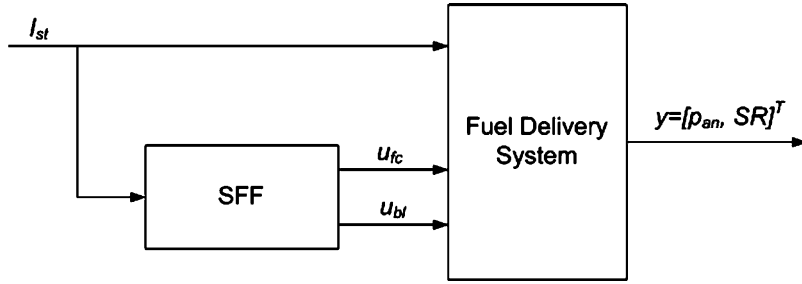 I_st
Fuel Delivery
System
y=[p_an, SR]^T
u_fc
SFF
u_bl